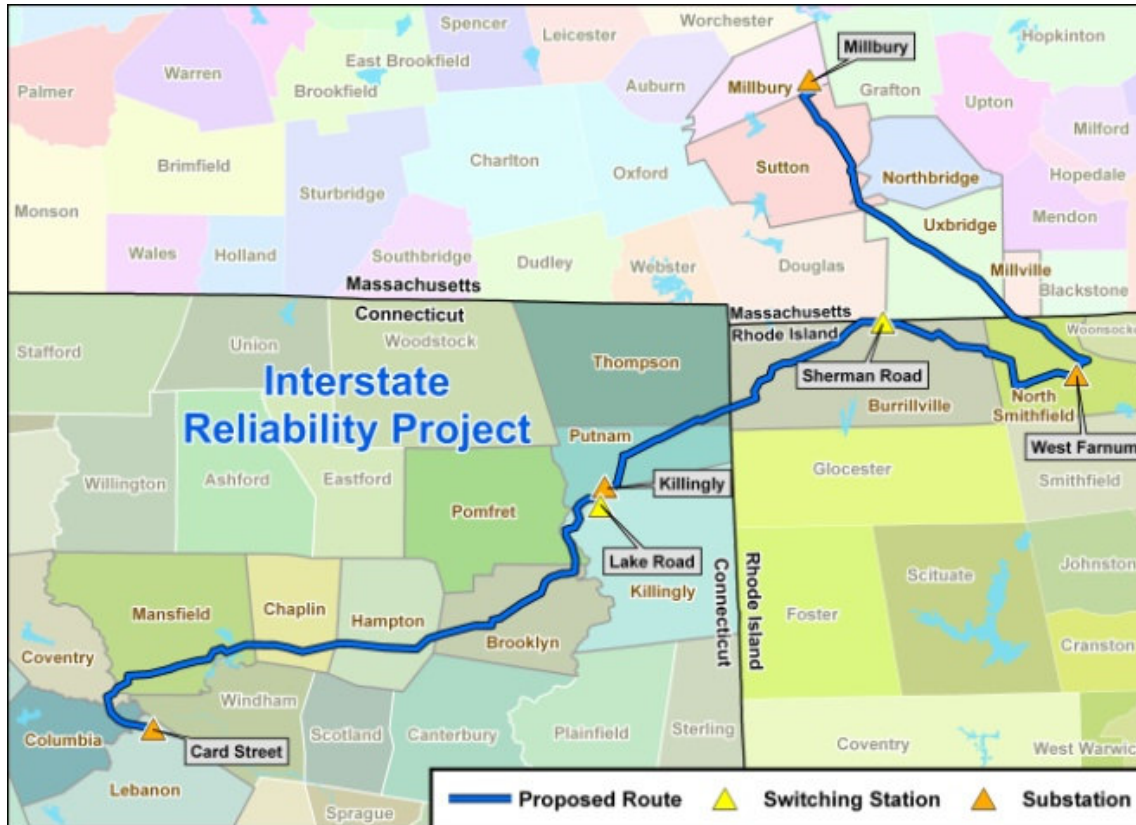 Spencer
Leicester
Worchester
Hopkinton
Millbury
Warren
East Brookfield
Palmer
Brookfield
Auburn
Millbury
Grafton
Upton
Milford
Brimfield
Charlton
Oxford
Sutton
Northbridge
Hopedale
Sturbridge
Monson
Mendon
Uxbridge
Wales
Holland
Southbridge
Dudley
Webster
Douglas
Millville
Blackstone
Massachusetts
Connecticut
Massachusetts
Rhode Island
Woonsocke
Stafford
Union
Woodstock
Thompson
Sherman Road
Burrillville
North
Smithfield
West Farnum
Interstate
Reliability Project
Putnam
Glocester
Smithfield
Willington
Ashford
Eastford
Pomfret
Killingly
Lake Road
Killingly
Connecticut
Rhode Island
Johnston
Scituate
Foster
Cranston
Mansfield
Chaplin
Hampton
Brooklyn
Coventry
Windham
Columbia
Card Street
Scotland
Canterbury
Plainfield
Sterling
Coventry
West Warwic
Lebanon
Sprague
Proposed Route
Switching Station
Substation